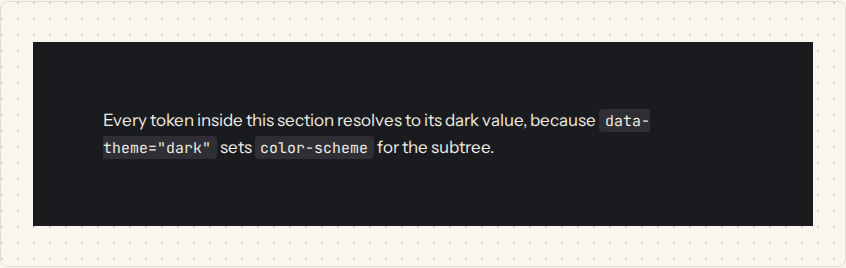 Every token inside this section resolves to its dark value, because data-
theme="dark" sets color-scheme for the subtree.